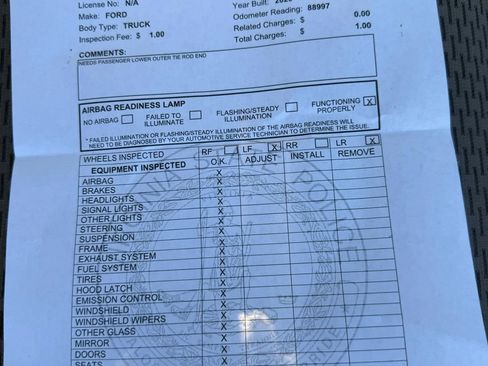 License No: N/A
Year Built:
Make: FORD
Odometer Reading: 88997
Body Type: TRUCK
Related Charges: $ 0.00
Inspection Fee: $ 1.00
Total Charges: $ 1.00
COMMENTS:
NEEDS PASSENGER LOWER OUTER TIE ROD END
AIRBAG READINESS LAMP
NO AIRBAG FAILED TO ILLUMINATE FLASHING/STEADY ILLUMINATION FUNCTIONING PROPERLY X
* FAILED ILLUMINATION OR FLASHING/STEADY ILLUMINATION OF THE AIRBAG READINESS WILL
NEED TO BE DIAGNOSED BY YOUR AUTOMOTIVE SERVICE TECHNICIAN TO DETERMINE THE ISSUE.
WHEELS INSPECTED RF LF X RR LR X
EQUIPMENT INSPECTED O.K. ADJUST INSTALL REMOVE
AIRBAG X
BRAKES X
HEADLIGHTS X
SIGNAL LIGHTS X
OTHER LIGHTS X
STEERING X
SUSPENSION X
FRAME X
EXHAUST SYSTEM X
FUEL SYSTEM X
TIRES X
HOOD LATCH X
EMISSION CONTROL X
WINDSHIELD X
WINDSHIELD WIPERS X
OTHER GLASS X
MIRROR X
DOORS X
SEATS X